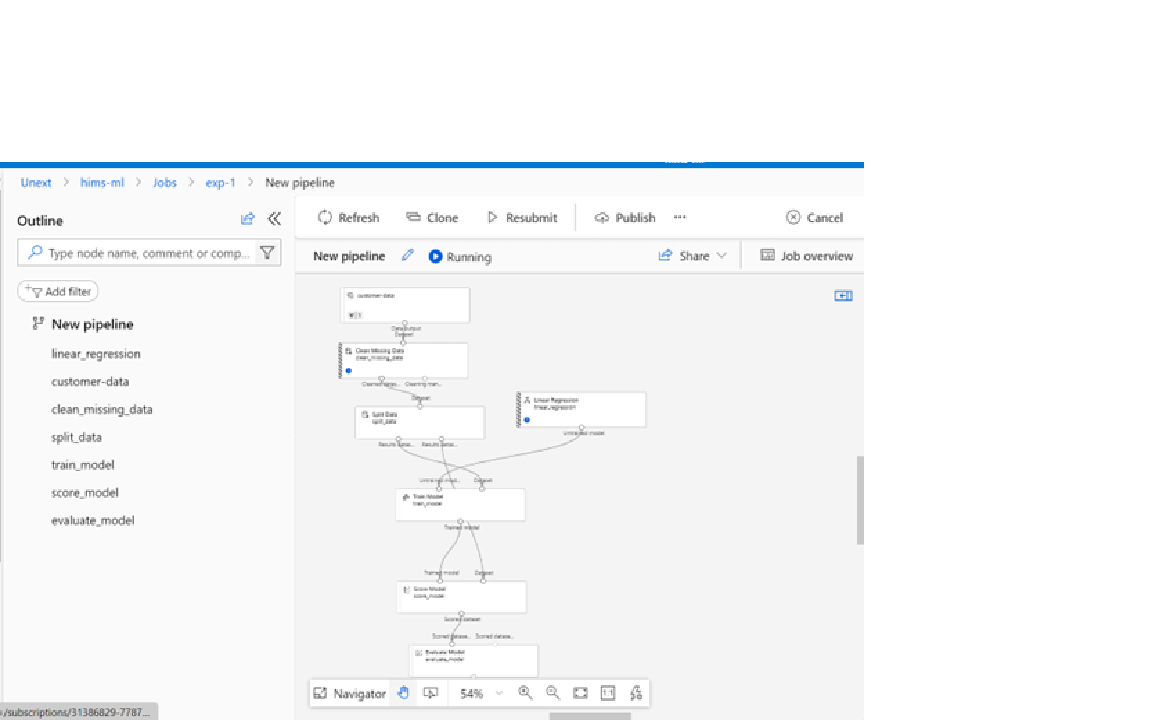 Unext > hims-ml > Jobs > exp-1 > New pipeline
Outline
Type node name, comment or comp...
Add filter
New pipeline
linear_regression
customer-data
clean_missing_data
split_data
train_model
score_model
evaluate_model
Refresh Clone Resubmit Publish ... Cancel
New pipeline Running Share Job overview
customer-data
Data output
Dataset
Clean Missing Data
clean_missing_data
Cleaned datas... Cleaning tran...
Dataset
Split Data
split_data
Results datas... Results datas...
Linear Regression
linear_regression
Untrained model
Untrained mod... Dataset
Train Model
train_model
Trained model
Trained model Dataset
Score Model
score_model
Scored dataset
Scored datase... Scored datase...
Evaluate Model
evaluate_model
Navigator 54% 1:1
/subscriptions/31386829-7787...